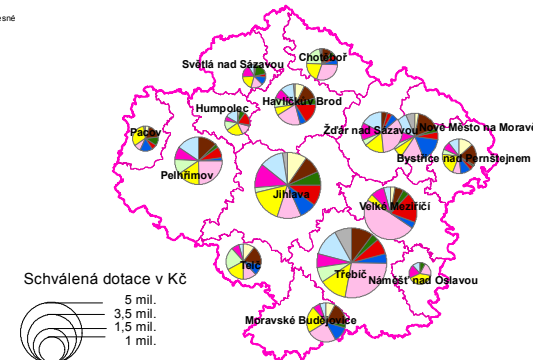 esné
Chotěboř
Světlá nad Sázavou
Havlíčkův Brod
Humpolec
Pacov
Žďár nad Sázavou
Nové Město na Moravě
Bystřice nad Pernštejnem
Pelhřimov
Jihlava
Velké Meziříčí
Telč
Třebíč
Náměšť nad Oslavou
Moravské Budějovice
Schválená dotace v Kč
5 mil.
3,5 mil.
1,5 mil.
1 mil.